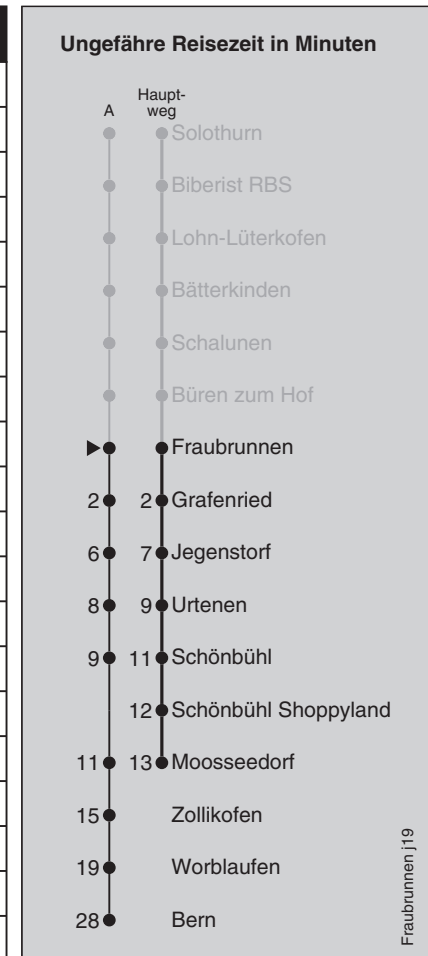 Ungefähre Reisezeit in Minuten
A Haupt-
weg
Solothurn
Biberist RBS
Lohn-Lüterkofen
Bätterkinden
Schalunen
Büren zum Hof
Fraubrunnen
2 2 Grafenried
6 7 Jegenstorf
8 9 Urtenen
9 11 Schönbühl
12 Schönbühl Shoppyland
11 13 Moosseedorf
15 Zollikofen
19 Worblaufen
28 Bern
Fraubrunnen j19